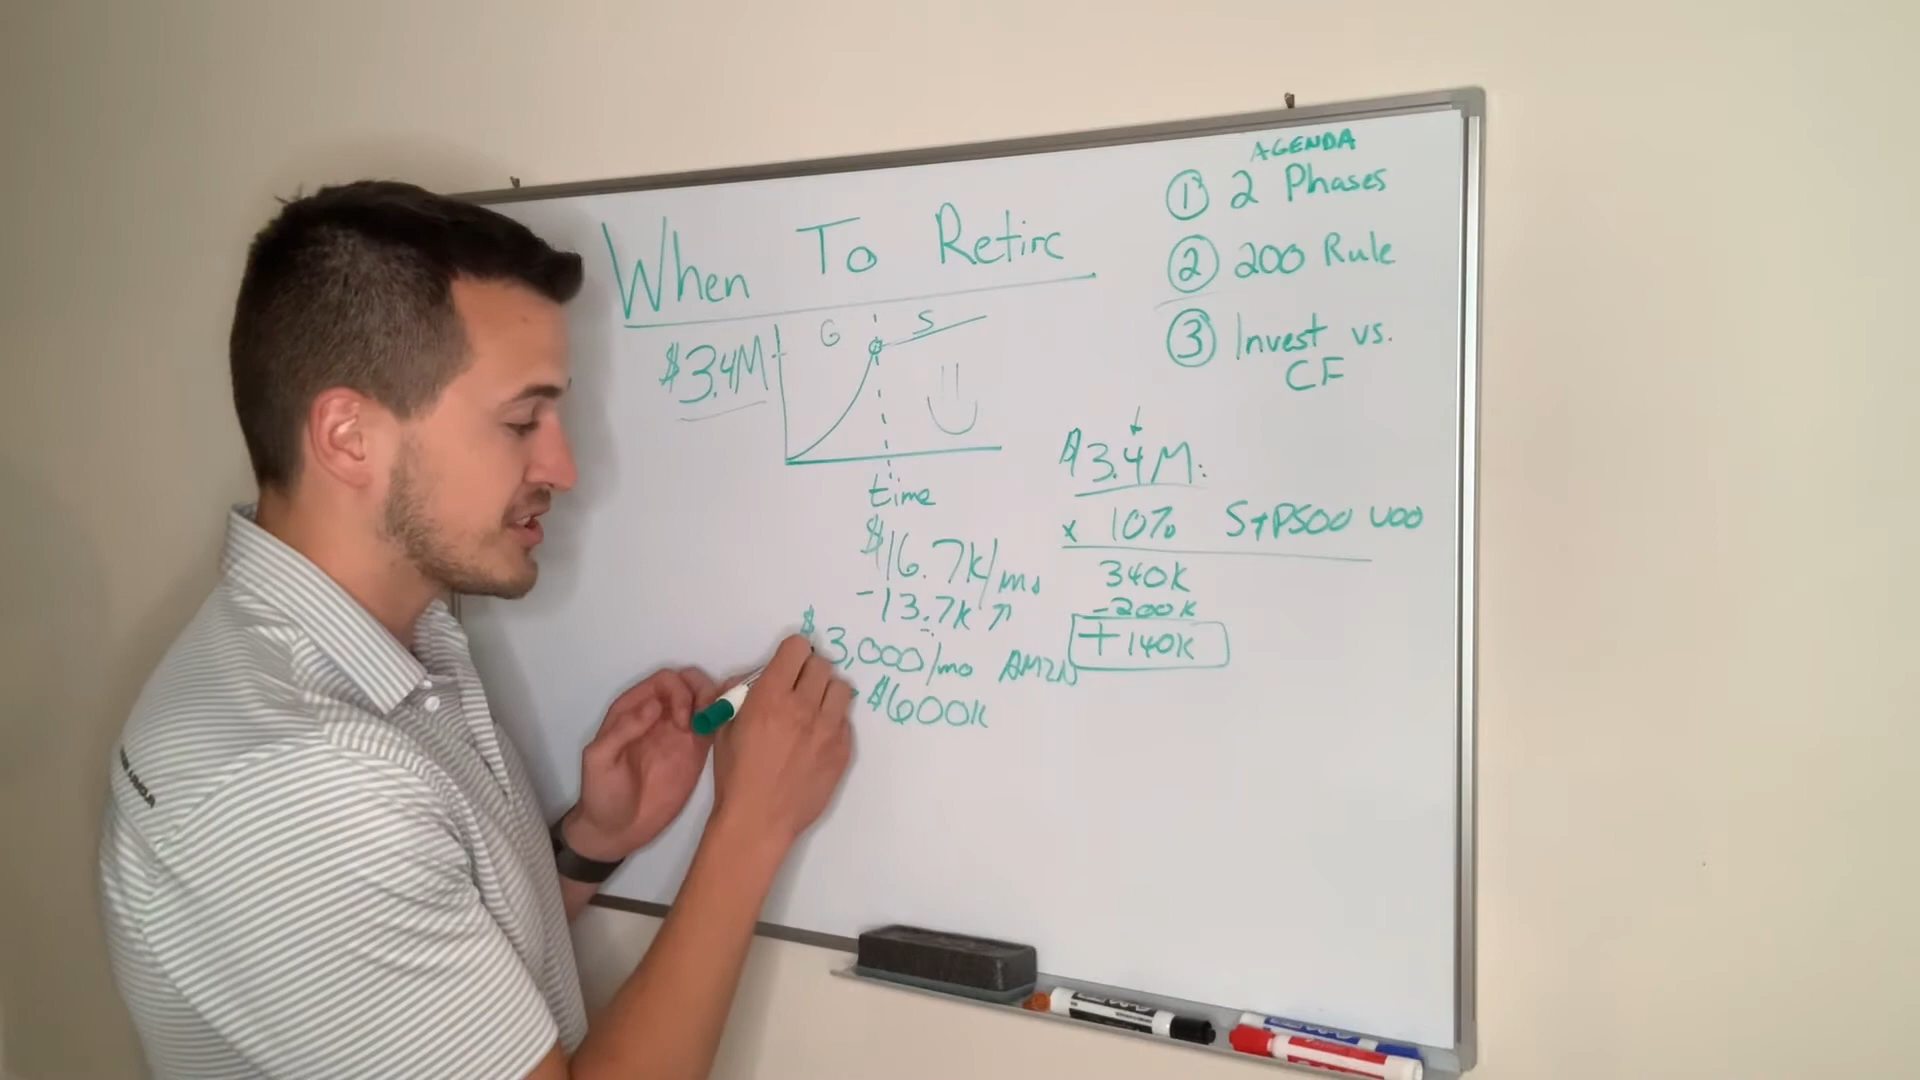 When To Retire
AGENDA
① 2 Phases
② 200 Rule
③ Invest vs.
CF
$3.4M
G
S
time
$16.7k/mo
-13.7k
$3,000/mo AMZN
$600k
$3.4M:
x 10% S+P500 VOO
340k
-200k
+140k